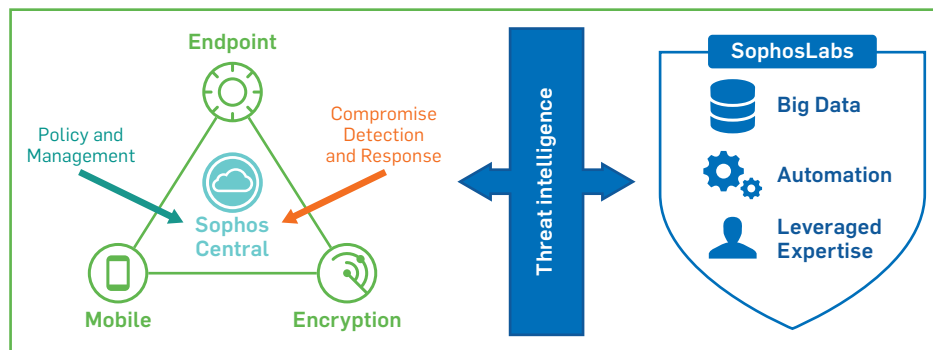 Endpoint
Policy and
Management
Compromise
Detection
and Response
Sophos
Central
Mobile
Encryption
Threat intelligence
SophosLabs
Big Data
Automation
Leveraged
Expertise